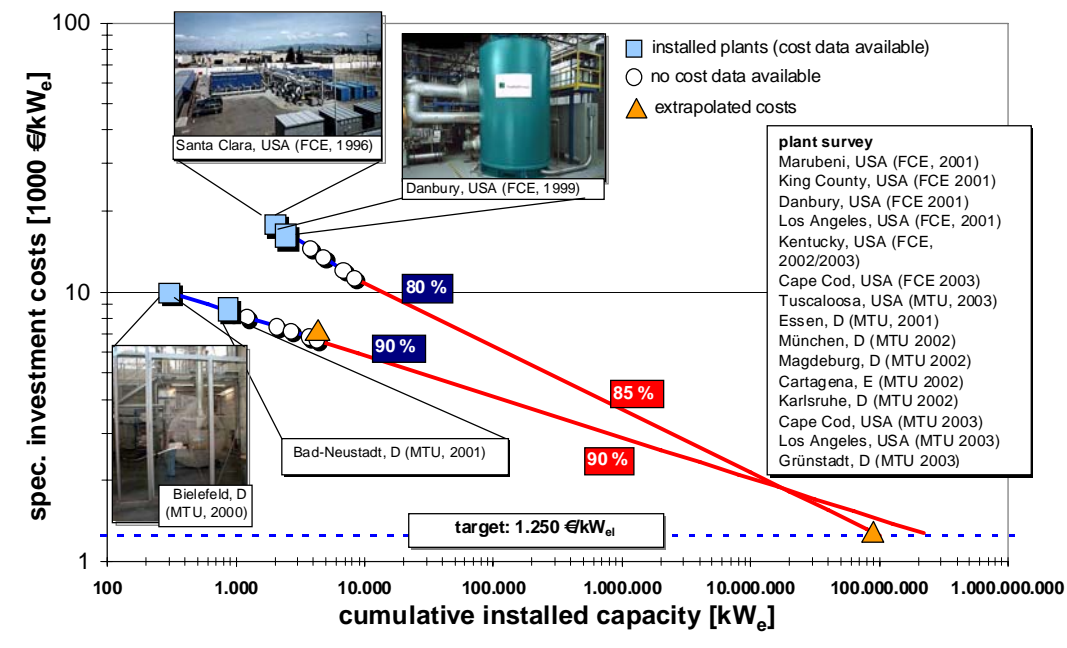 100
10
1
spec. investment costs [1000 €/kWe]
installed plants (cost data available)
no cost data available
extrapolated costs
Santa Clara, USA (FCE, 1996)
Danbury, USA (FCE, 1999)
plant survey
Marubeni, USA (FCE, 2001)
King County, USA (FCE 2001)
Danbury, USA (FCE 2001)
Los Angeles, USA (FCE, 2001)
Kentucky, USA (FCE,
2002/2003)
Cape Cod, USA (FCE 2003)
Tuscaloosa, USA (MTU, 2003)
Essen, D (MTU, 2001)
München, D (MTU 2002)
Magdeburg, D (MTU 2002)
Cartagena, E (MTU 2002)
Karlsruhe, D (MTU 2002)
Cape Cod, USA (MTU 2003)
Los Angeles, USA (MTU 2003)
Grünstadt, D (MTU 2003)
80 %
90 %
85 %
90 %
Bad-Neustadt, D (MTU, 2001)
Bielefeld, D
(MTU, 2000)
target: 1.250 €/kWel
100 1.000 10.000 100.000 1.000.000 10.000.000 100.000.000 1.000.000.000
cumulative installed capacity [kWe]